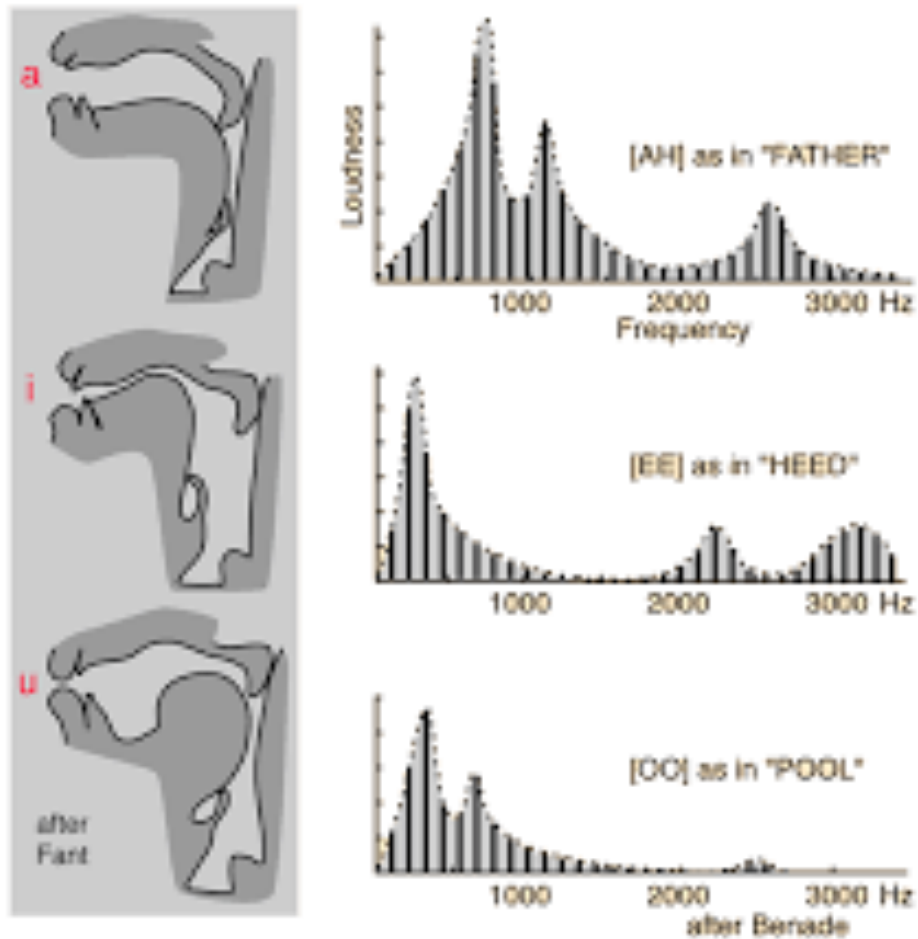 a
Loudness
[AH] as in "FATHER"
1000 2000 3000 Hz
Frequency
i
[EE] as in "HEED"
1000 2000 3000 Hz
u
[OO] as in "POOL"
after
Fant
1000 2000 3000 Hz
after Benade